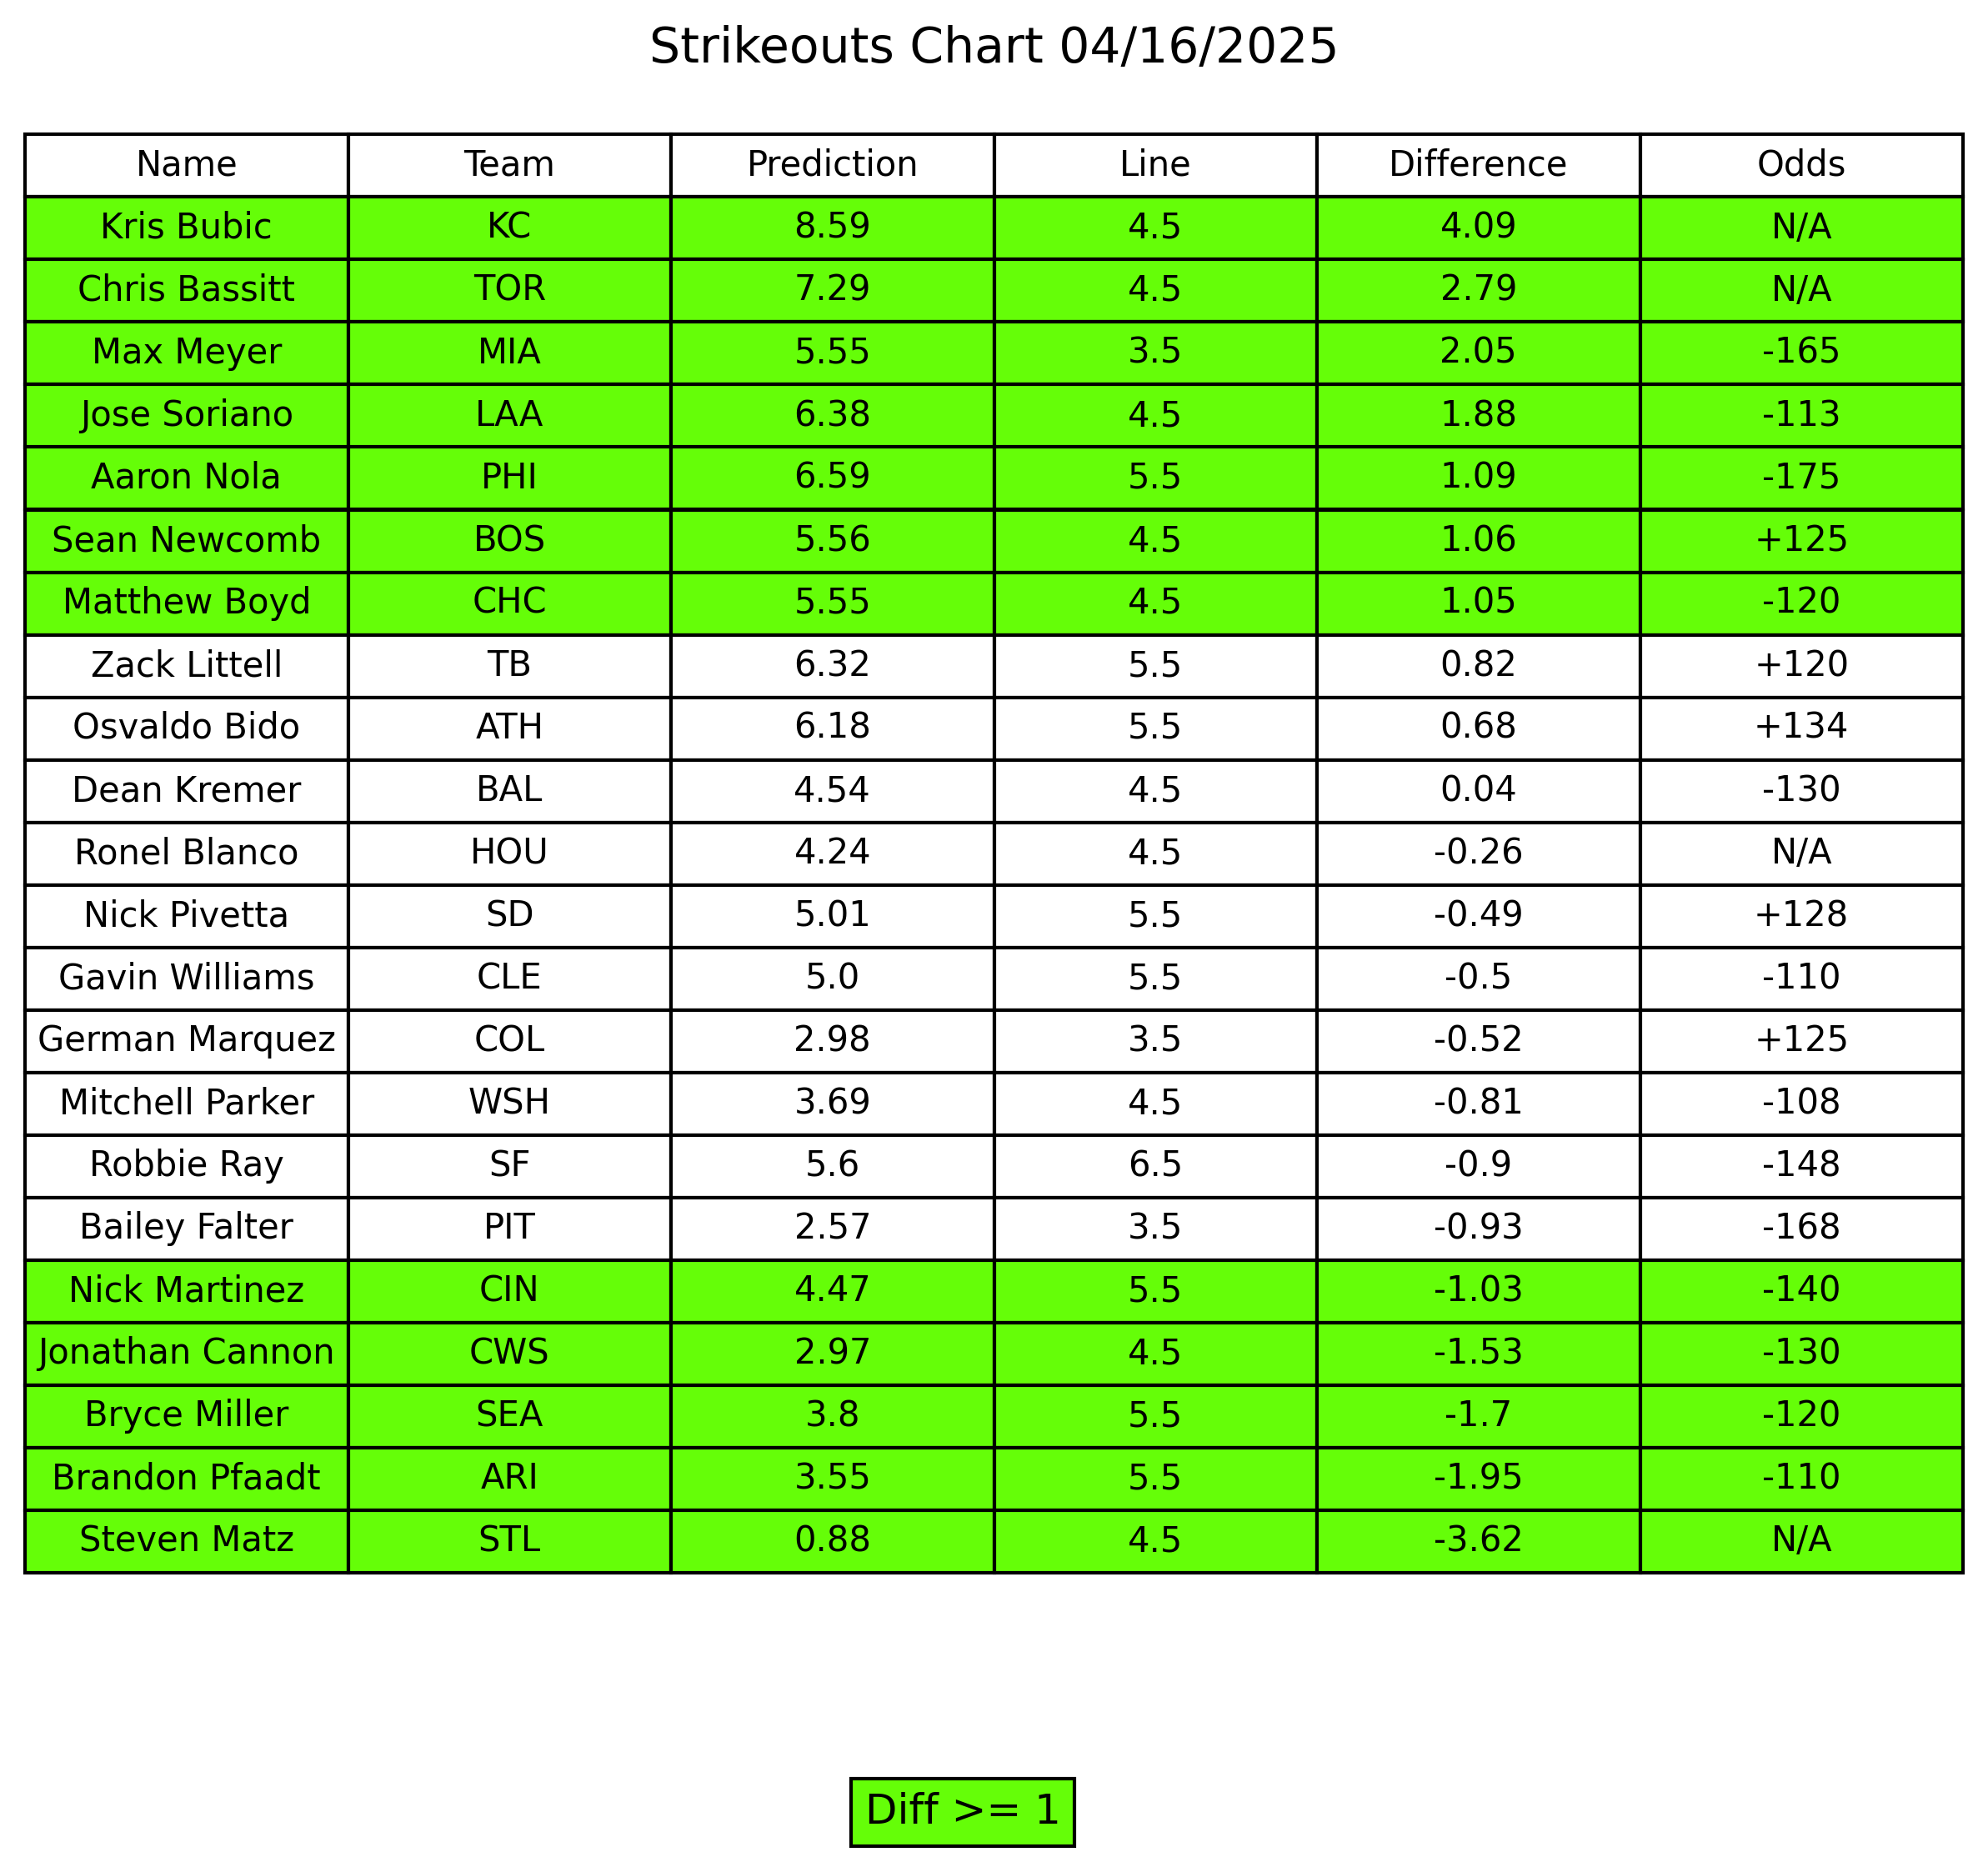 Strikeouts Chart 04/16/2025
Name Team Prediction Line Difference Odds
Kris Bubic KC 8.59 4.5 4.09 N/A
Chris Bassitt TOR 7.29 4.5 2.79 N/A
Max Meyer MIA 5.55 3.5 2.05 -165
Jose Soriano LAA 6.38 4.5 1.88 -113
Aaron Nola PHI 6.59 5.5 1.09 -175
Sean Newcomb BOS 5.56 4.5 1.06 +125
Matthew Boyd CHC 5.55 4.5 1.05 -120
Zack Littell TB 6.32 5.5 0.82 +120
Osvaldo Bido ATH 6.18 5.5 0.68 +134
Dean Kremer BAL 4.54 4.5 0.04 -130
Ronel Blanco HOU 4.24 4.5 -0.26 N/A
Nick Pivetta SD 5.01 5.5 -0.49 +128
Gavin Williams CLE 5.0 5.5 -0.5 -110
German Marquez COL 2.98 3.5 -0.52 +125
Mitchell Parker WSH 3.69 4.5 -0.81 -108
Robbie Ray SF 5.6 6.5 -0.9 -148
Bailey Falter PIT 2.57 3.5 -0.93 -168
Nick Martinez CIN 4.47 5.5 -1.03 -140
Jonathan Cannon CWS 2.97 4.5 -1.53 -130
Bryce Miller SEA 3.8 5.5 -1.7 -120
Brandon Pfaadt ARI 3.55 5.5 -1.95 -110
Steven Matz STL 0.88 4.5 -3.62 N/A
Diff >= 1